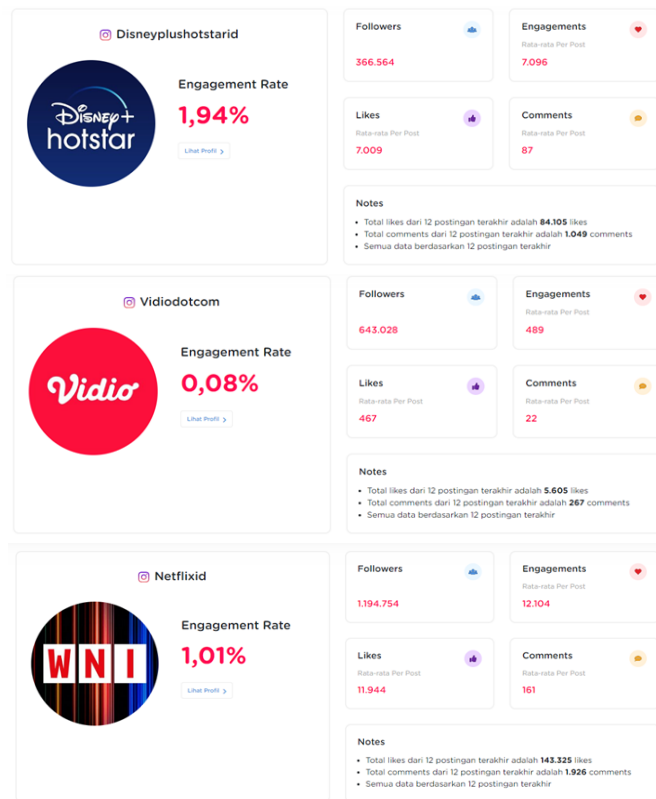 Disneyplushotstarid
Disney+
hotstar
Engagement Rate
1,94%
Lihat Profil
Followers
366.564
Engagements
Rata-rata Per Post
7.096
Likes
Rata-rata Per Post
7.009
Comments
Rata-rata Per Post
87
Notes
• Total likes dari 12 postingan terakhir adalah 84.105 likes
• Total comments dari 12 postingan terakhir adalah 1.049 comments
• Semua data berdasarkan 12 postingan terakhir
Vidiodotcom
Vidio
Engagement Rate
0,08%
Lihat Profil
Followers
643.028
Engagements
Rata-rata Per Post
489
Likes
Rata-rata Per Post
467
Comments
Rata-rata Per Post
22
Notes
• Total likes dari 12 postingan terakhir adalah 5.605 likes
• Total comments dari 12 postingan terakhir adalah 267 comments
• Semua data berdasarkan 12 postingan terakhir
Netflixid
WNI
Engagement Rate
1,01%
Lihat Profil
Followers
1.194.754
Engagements
Rata-rata Per Post
12.104
Likes
Rata-rata Per Post
11.944
Comments
Rata-rata Per Post
161
Notes
• Total likes dari 12 postingan terakhir adalah 143.325 likes
• Total comments dari 12 postingan terakhir adalah 1.926 comments
• Semua data berdasarkan 12 postingan terakhir